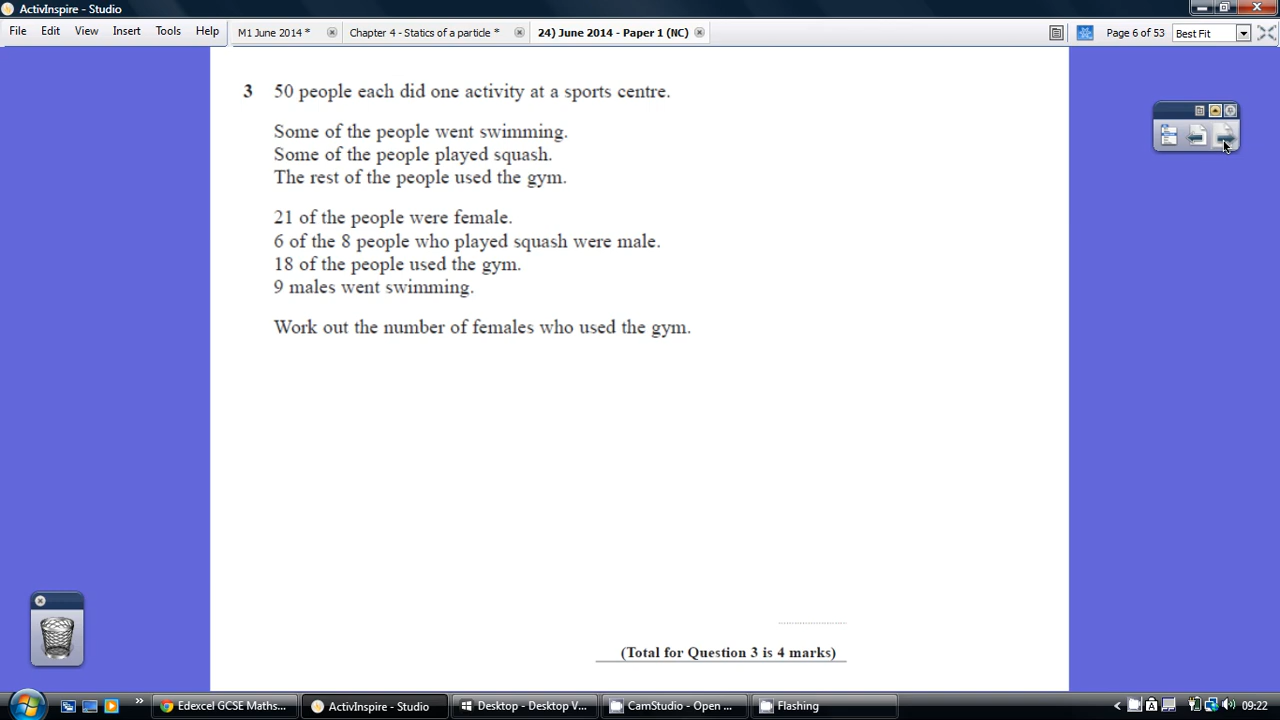 ActivInspire - Studio
File Edit View Insert Tools Help
M1 June 2014 *
Chapter 4 - Statics of a particle *
24) June 2014 - Paper 1 (NC)
Page 6 of 53
Best Fit
3 50 people each did one activity at a sports centre.
Some of the people went swimming.
Some of the people played squash.
The rest of the people used the gym.
21 of the people were female.
6 of the 8 people who played squash were male.
18 of the people used the gym.
9 males went swimming.
Work out the number of females who used the gym.
(Total for Question 3 is 4 marks)
Edexcel GCSE Maths...
ActivInspire - Studio
Desktop - Desktop V...
CamStudio - Open ...
Flashing
09:22